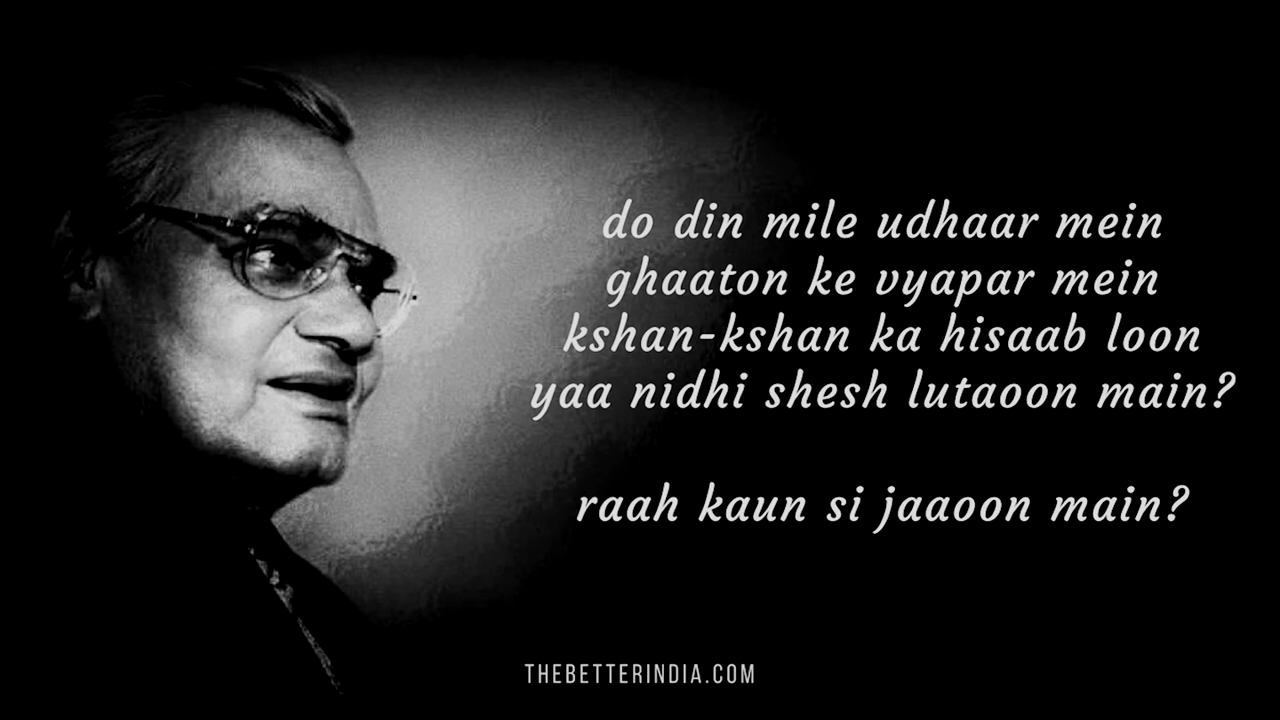 do din mile udhaar mein
ghaaton ke vyapar mein
kshan-kshan ka hisaab loon
yaa nidhi shesh lutaoon main?
raah kaun si jaaoon main?
THEBETTERINDIA.COM